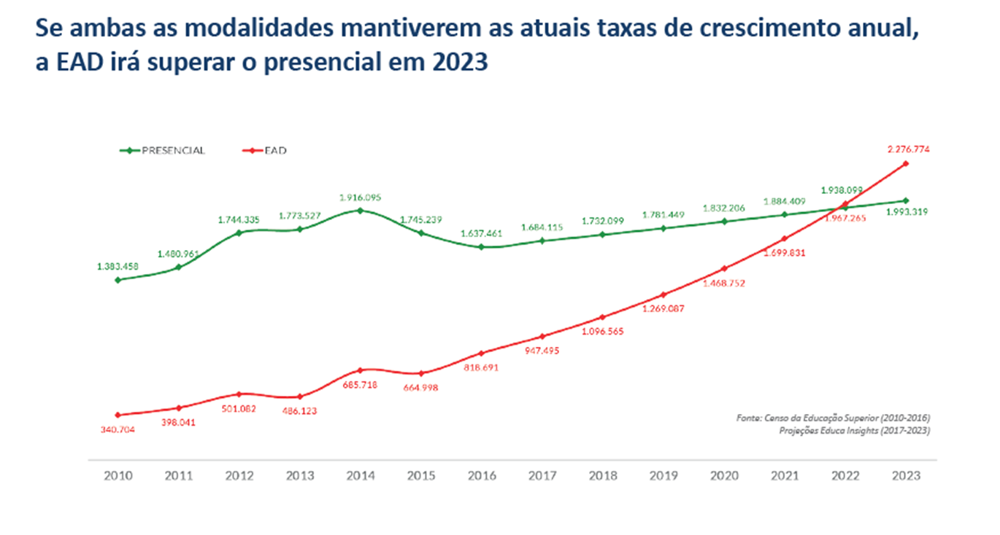 Se ambas as modalidades mantiverem as atuais taxas de crescimento anual,
a EAD irá superar o presencial em 2023
PRESENCIAL EAD
1.383.458 1.480.961 1.744.335 1.773.527 1.916.095 1.745.239 1.637.461 1.684.115 1.732.099 1.781.449 1.832.206 1.884.409 1.938.099 1.993.319
340.704 398.041 501.082 486.123 685.718 664.998 818.691 947.495 1.096.565 1.269.087 1.468.752 1.699.831 1.967.265 2.276.774
Fonte: Censo da Educação Superior (2010-2016)
Projeções Educa Insights (2017-2023)
2010 2011 2012 2013 2014 2015 2016 2017 2018 2019 2020 2021 2022 2023